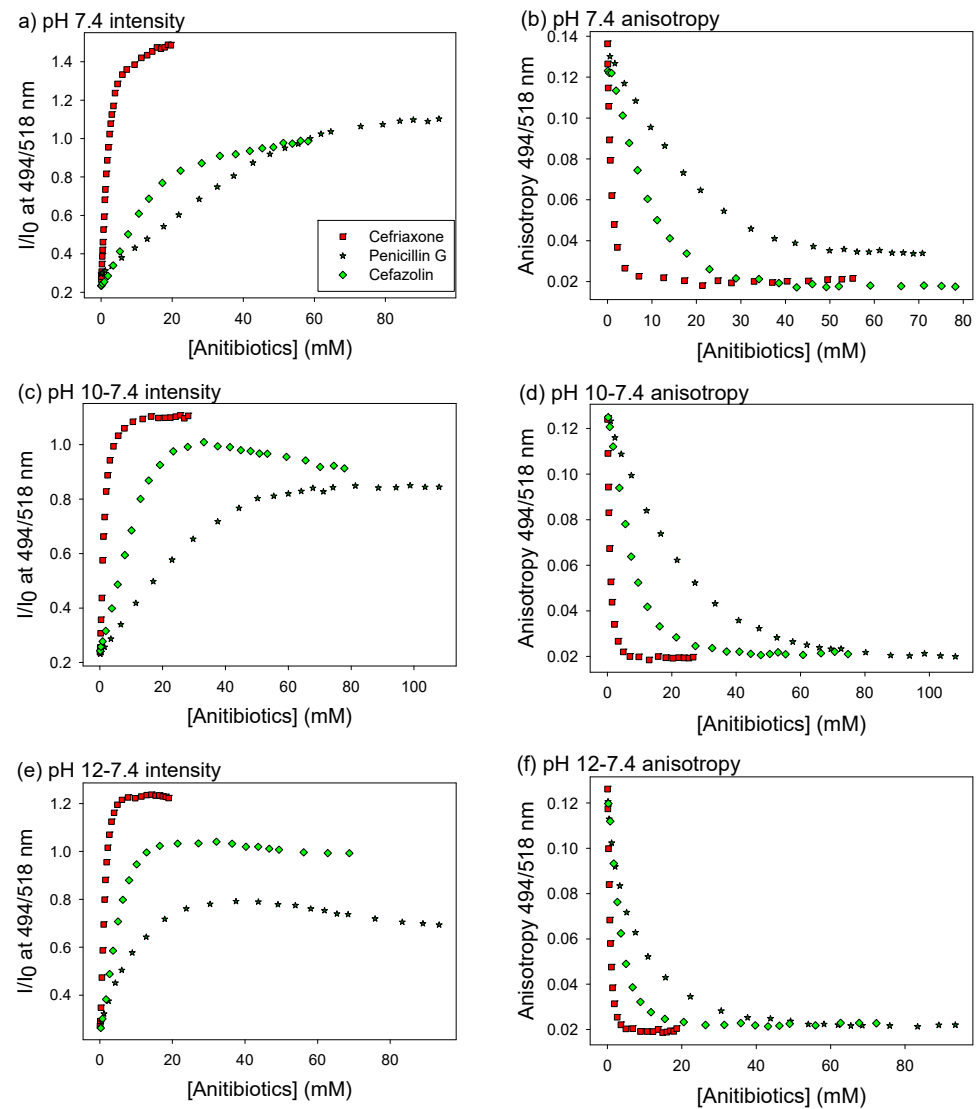 a) pH 7.4 intensity
I/I0 at 494/518 nm
1.4
1.2
1.0
0.8
0.6
0.4
0.2
0 20 40 60 80
[Anitibiotics] (mM)
Cefriaxone
Penicillin G
Cefazolin
(b) pH 7.4 anisotropy
Anisotropy 494/518 nm
0.14
0.12
0.10
0.08
0.06
0.04
0.02
0 10 20 30 40 50 60 70 80
[Anitibiotics] (mM)
(c) pH 10-7.4 intensity
I/I0 at 494/518 nm
1.0
0.8
0.6
0.4
0.2
0 20 40 60 80 100
[Anitibiotics] (mM)
(d) pH 10-7.4 anisotropy
Anisotropy 494/518 nm
0.12
0.10
0.08
0.06
0.04
0.02
0 20 40 60 80 100
[Anitibiotics] (mM)
(e) pH 12-7.4 intensity
I/I0 at 494/518 nm
1.2
1.0
0.8
0.6
0.4
0 20 40 60 80
[Anitibiotics] (mM)
(f) pH 12-7.4 anisotropy
Anisotropy 494/518 nm
0.12
0.10
0.08
0.06
0.04
0.02
0 20 40 60 80
[Anitibiotics] (mM)